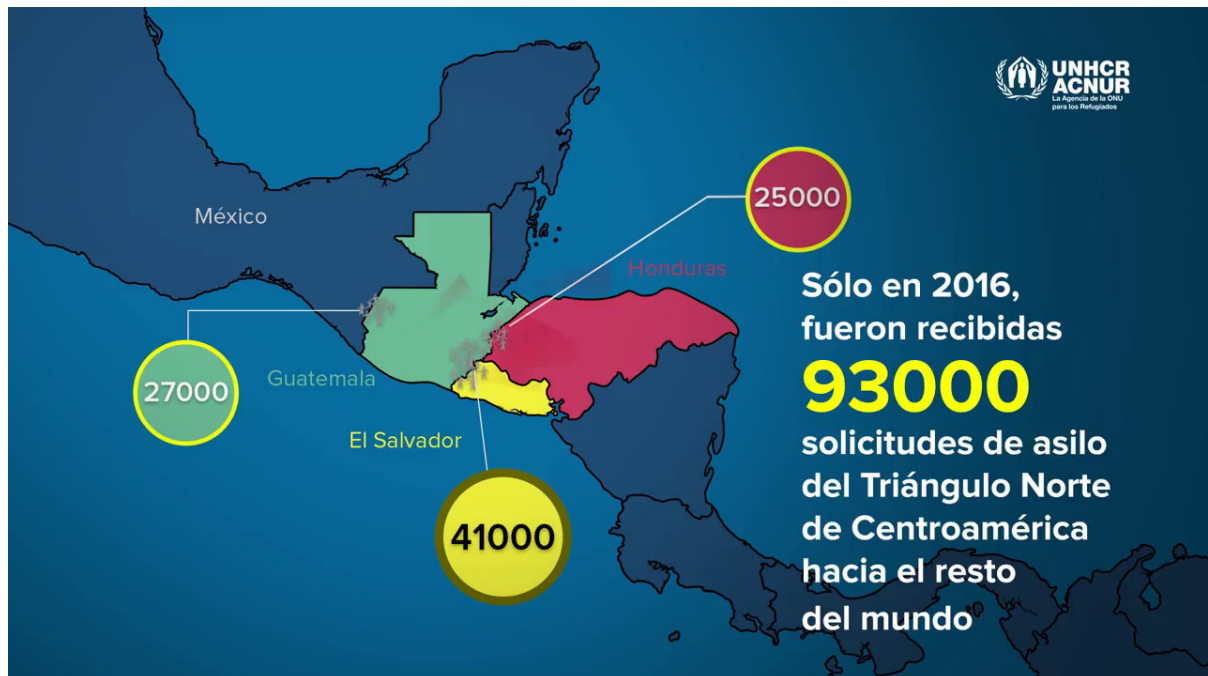 UNHCR
ACNUR
La Agencia de la ONU
para los Refugiados
25000
México
Honduras
Sólo en 2016,
fueron recibidas
93000
solicitudes de asilo
del Triángulo Norte
de Centroamérica
hacia el resto
del mundo
27000
Guatemala
El Salvador
41000